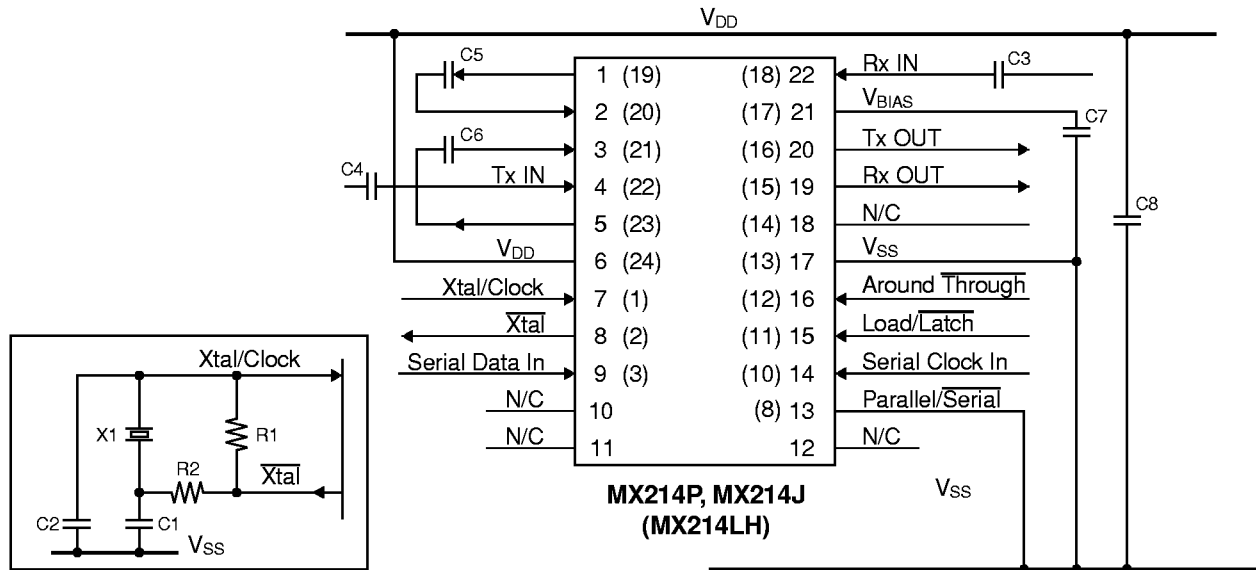 VDD
C5 1 (19) (18) 22 Rx IN C3
2 (20) (17) 21 VBIAS C7
C6 3 (21) (16) 20 Tx OUT
C4 Tx IN 4 (22) (15) 19 Rx OUT
5 (23) (14) 18 N/C C8
VDD 6 (24) (13) 17 VSS
Xtal/Clock 7 (1) (12) 16 Around Through
Xtal 8 (2) (11) 15 Load/Latch
Serial Data In 9 (3) (10) 14 Serial Clock In
N/C 10 (8) 13 Parallel/Serial
N/C 11 12 N/C
MX214P, MX214J
(MX214LH)
VSS
Xtal/Clock
X1 R1
R2 Xtal
C2 C1
VSS